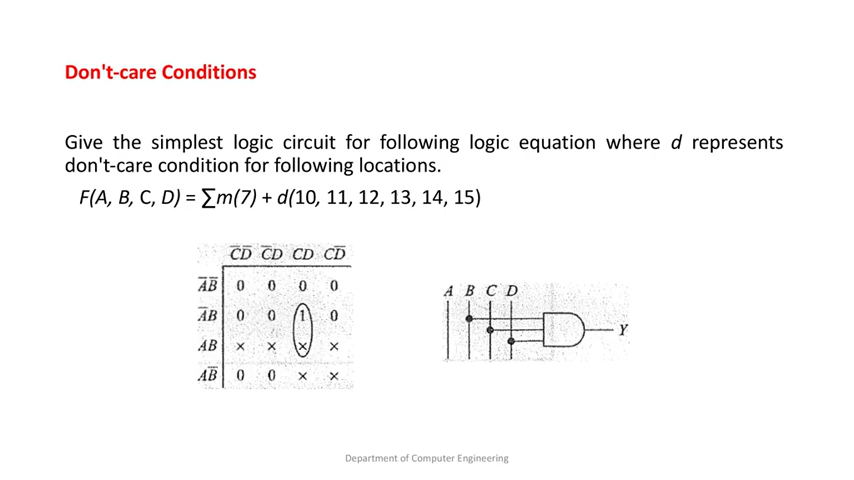 Don't-care Conditions
Give the simplest logic circuit for following logic equation where d represents
don't-care condition for following locations.
F(A, B, C, D) = ∑m(7) + d(10, 11, 12, 13, 14, 15)
C̅D̅ C̅D CD CD̅
A̅B̅ 0 0 0 0
A̅B 0 0 1 0
AB × × × ×
AB̅ 0 0 × ×
A B C D
Y
Department of Computer Engineering